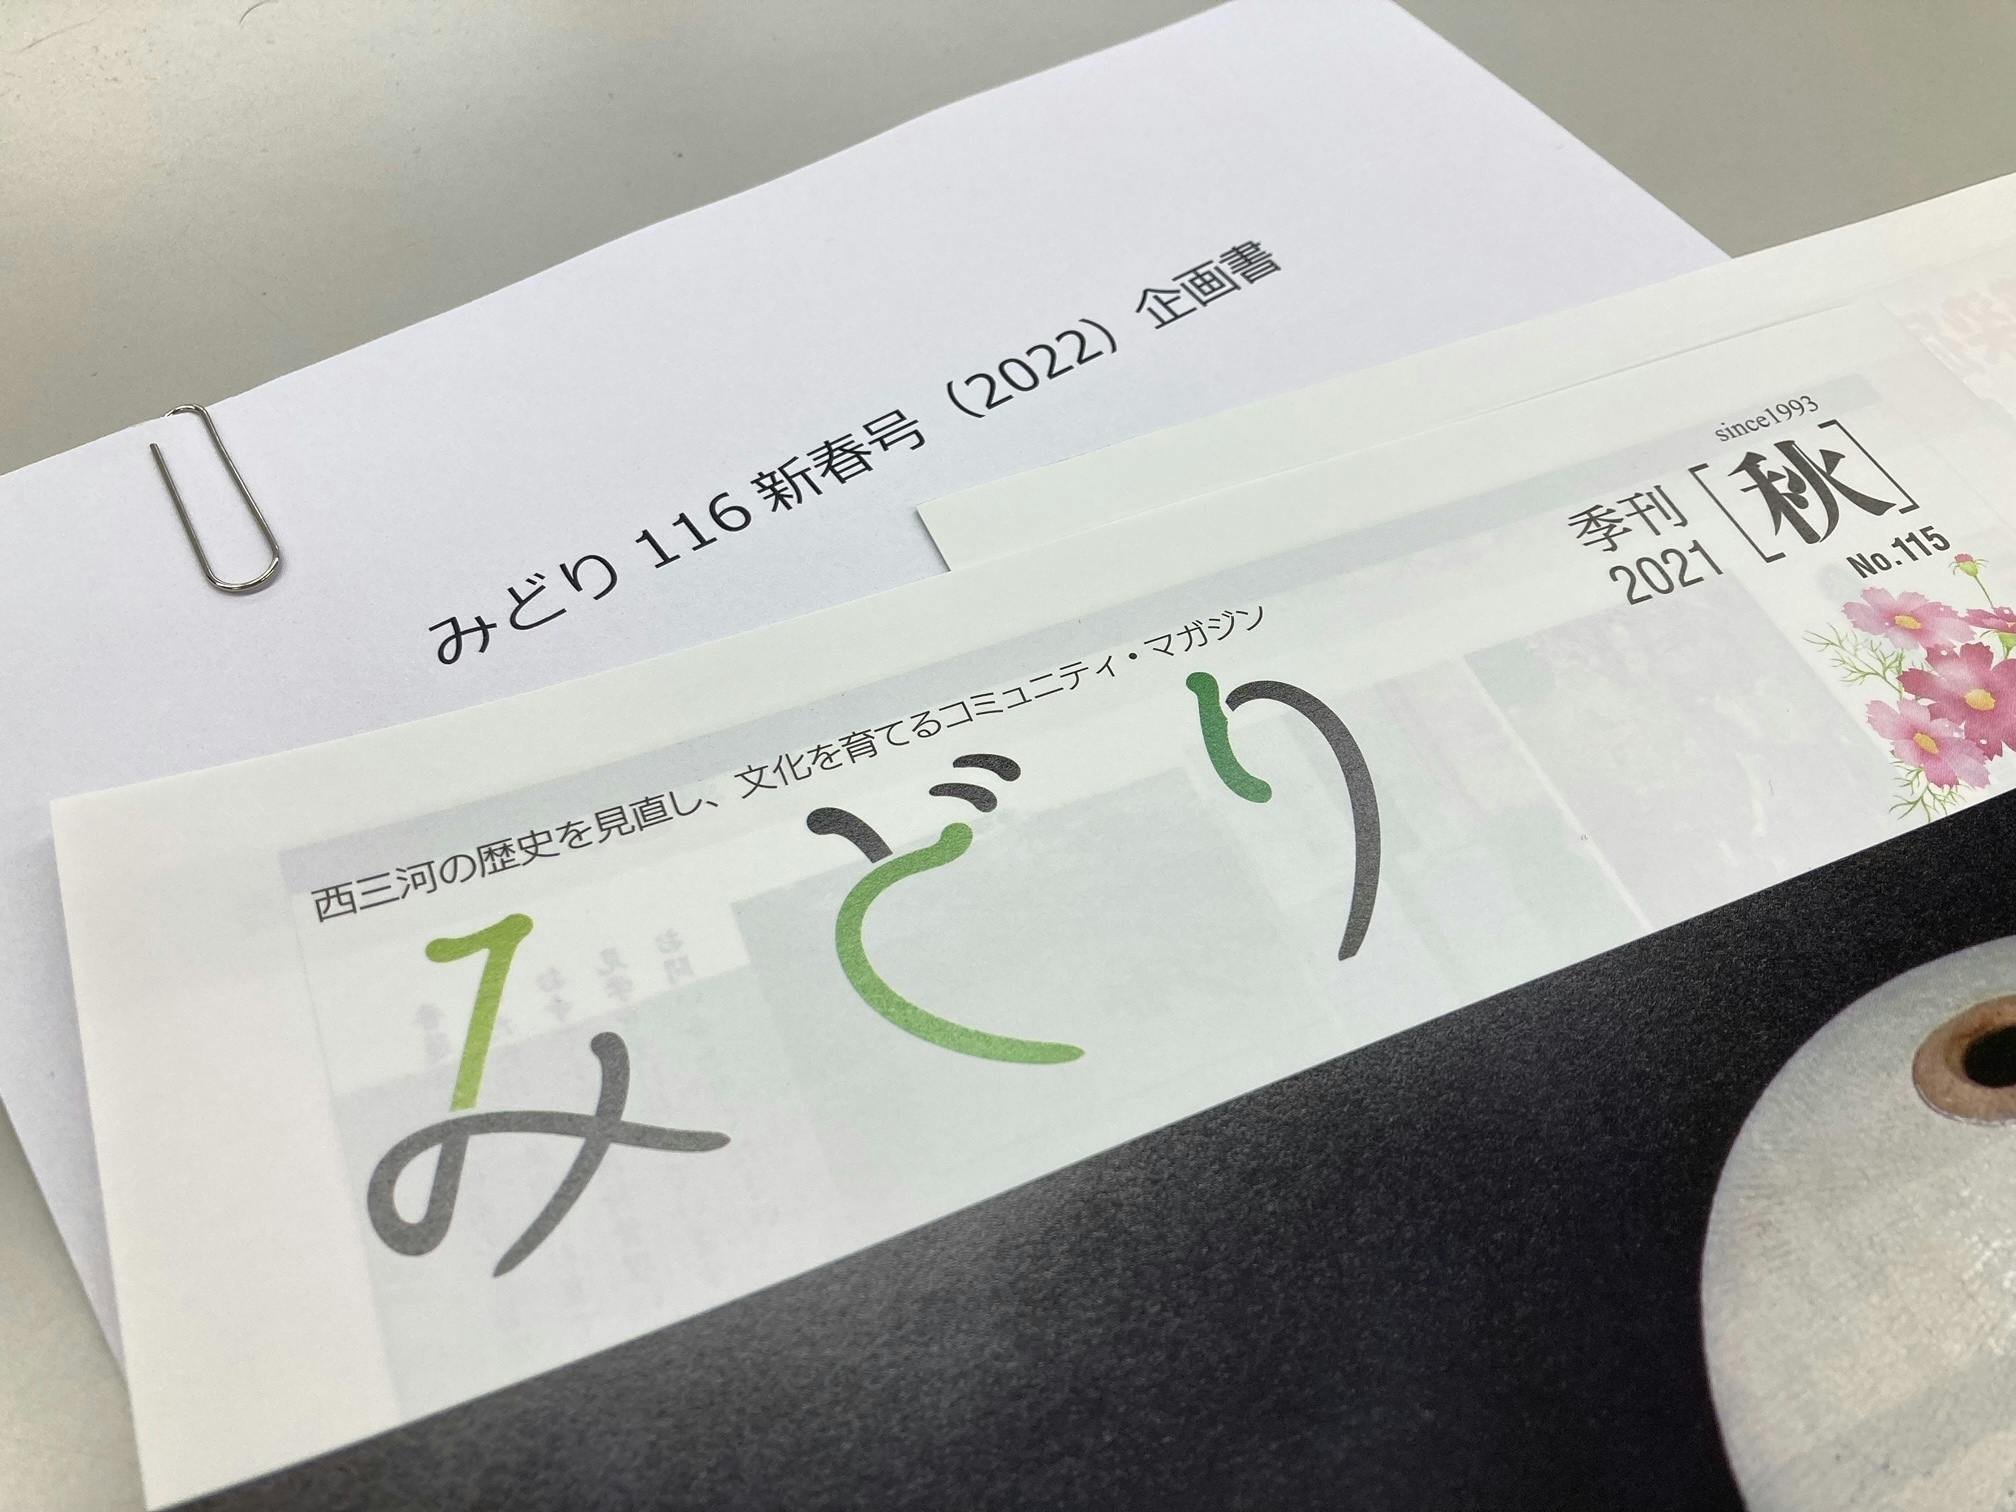 みどり 116 新春号（2022）企画書
since1993
季刊
2021
［秋］
No.115
西三河の歴史を見直し、文化を育てるコミュニティ・マガジン
みどり